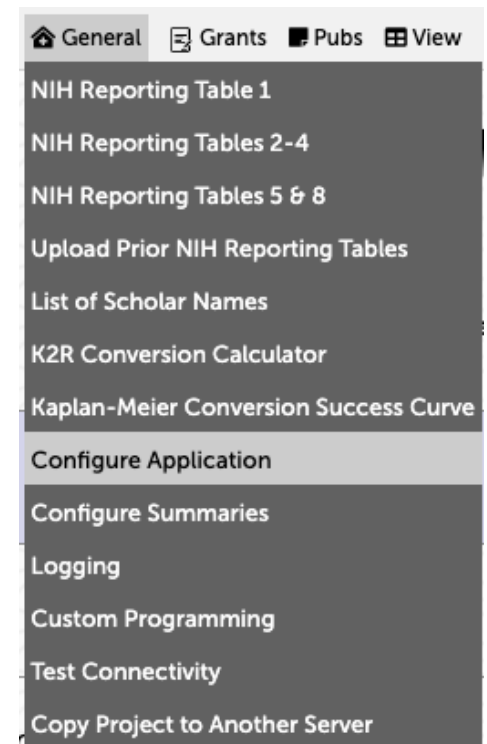 General Grants Pubs View
NIH Reporting Table 1
NIH Reporting Tables 2-4
NIH Reporting Tables 5 & 8
Upload Prior NIH Reporting Tables
List of Scholar Names
K2R Conversion Calculator
Kaplan-Meier Conversion Success Curve
Configure Application
Configure Summaries
Logging
Custom Programming
Test Connectivity
Copy Project to Another Server